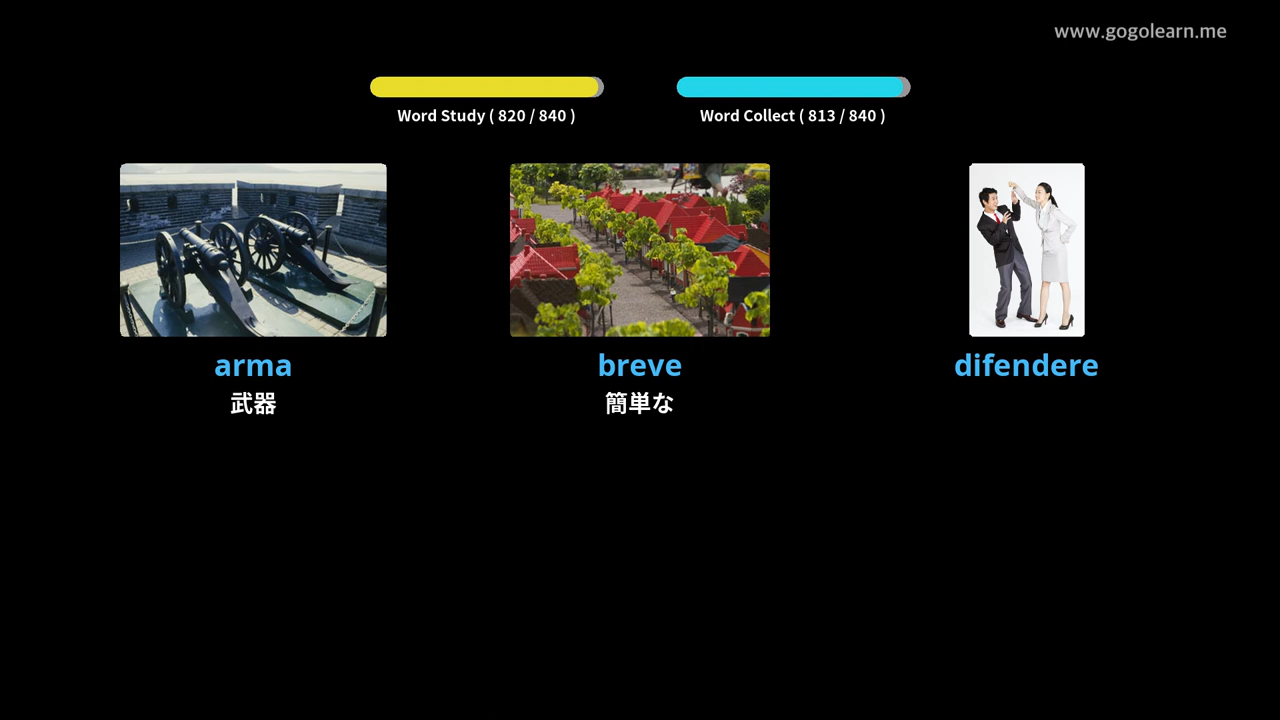 www.gogolearn.me
Word Study ( 820 / 840 )
Word Collect ( 813 / 840 )
arma
武器
breve
簡単な
difendere